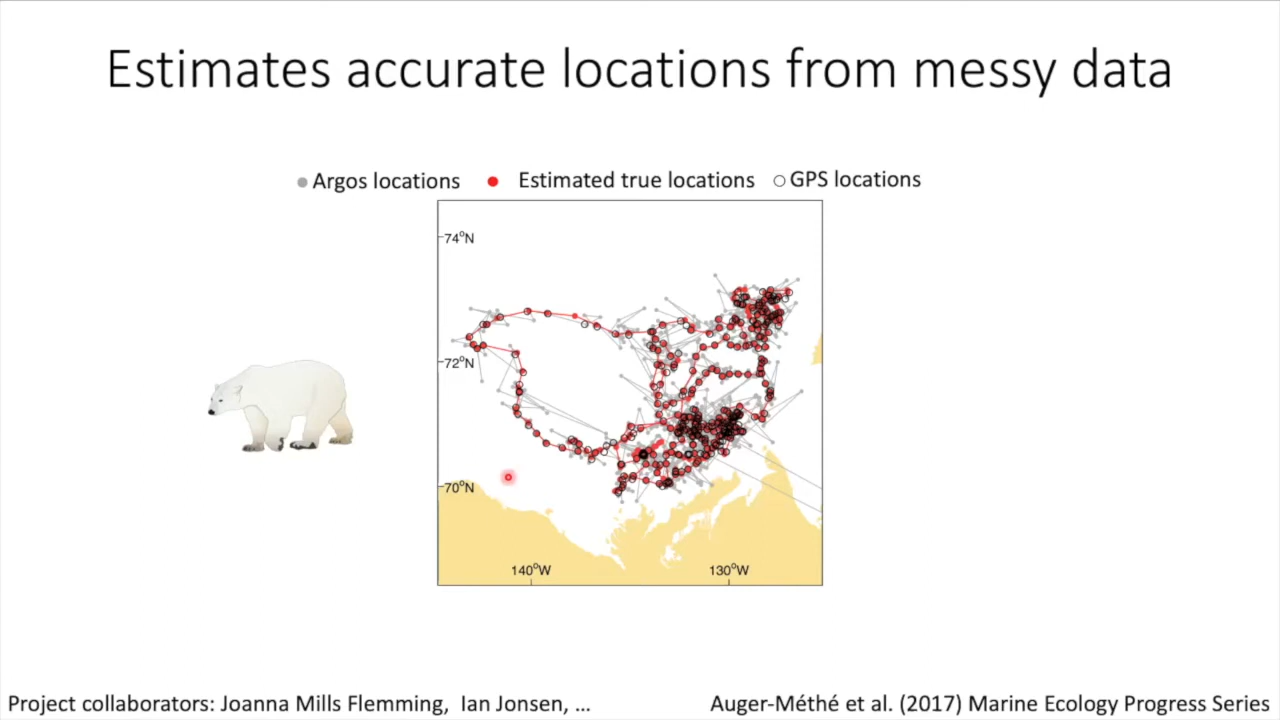 Estimates accurate locations from messy data
Argos locations Estimated true locations GPS locations
74°N
72°N
70°N
140°W 130°W
Project collaborators: Joanna Mills Flemming, Ian Jonsen, ...
Auger-Méthé et al. (2017) Marine Ecology Progress Series